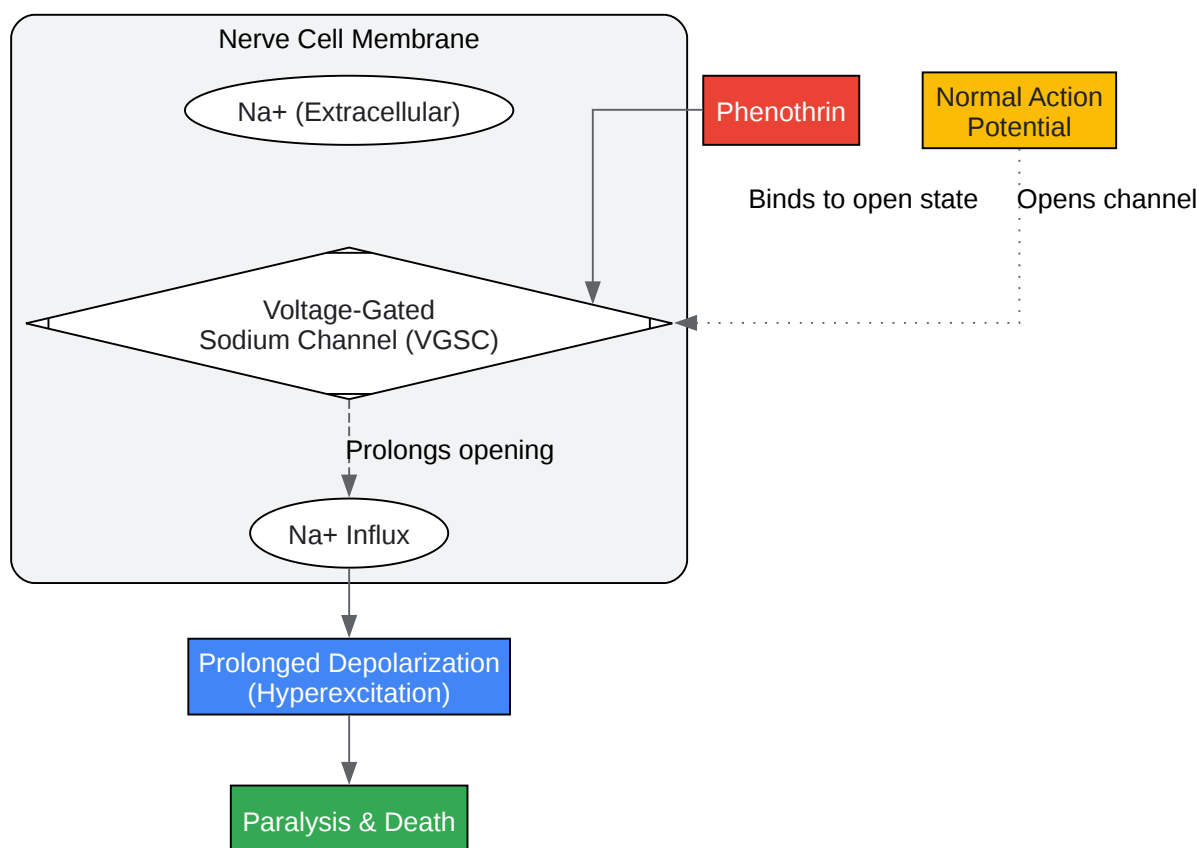 Nerve Cell Membrane
Na+ (Extracellular)
Phenothrin
Normal Action
Potential
Binds to open state
Opens channel
Voltage-Gated
Sodium Channel (VGSC)
Prolongs opening
Na+ Influx
Prolonged Depolarization
(Hyperexcitation)
Paralysis & Death